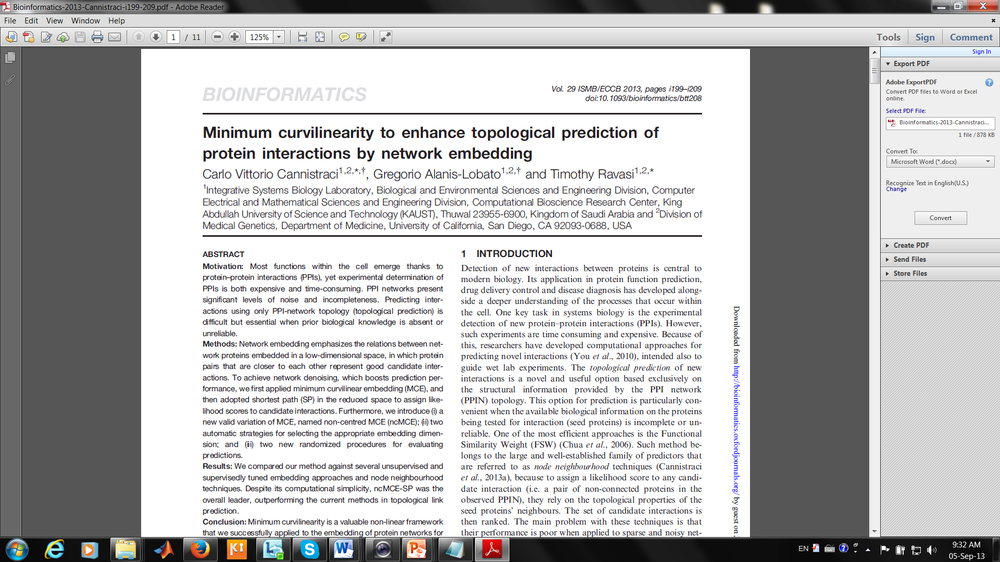 Bioinformatics-2013-Cannistraci-i199-209.pdf - Adobe Reader
File Edit View Window Help
1 / 11 125% Tools Sign Comment
BIOINFORMATICS
Vol. 29 ISMB/ECCB 2013, pages i199–i209
doi:10.1093/bioinformatics/btt208
Minimum curvilinearity to enhance topological prediction of
protein interactions by network embedding
Carlo Vittorio Cannistraci1,2,*,†, Gregorio Alanis-Lobato1,2,† and Timothy Ravasi1,2,*
1Integrative Systems Biology Laboratory, Biological and Environmental Sciences and Engineering Division, Computer
Electrical and Mathematical Sciences and Engineering Division, Computational Bioscience Research Center, King
Abdullah University of Science and Technology (KAUST), Thuwal 23955-6900, Kingdom of Saudi Arabia and 2Division of
Medical Genetics, Department of Medicine, University of California, San Diego, CA 92093-0688, USA
ABSTRACT
Motivation: Most functions within the cell emerge thanks to
protein–protein interactions (PPIs), yet experimental determination of
PPIs is both expensive and time-consuming. PPI networks present
significant levels of noise and incompleteness. Predicting inter-
actions using only PPI-network topology (topological prediction) is
difficult but essential when prior biological knowledge is absent or
unreliable.
Methods: Network embedding emphasizes the relations between net-
work proteins embedded in a low-dimensional space, in which protein
pairs that are closer to each other represent good candidate inter-
actions. To achieve network denoising, which boosts prediction per-
formance, we first applied minimum curvilinear embedding (MCE), and
then adopted shortest path (SP) in the reduced space to assign like-
lihood scores to candidate interactions. Furthermore, we introduce (i) a
new valid variation of MCE, named non-centred MCE (ncMCE); (ii) two
automatic strategies for selecting the appropriate embedding dimen-
sion; and (iii) two new randomized procedures for evaluating
predictions.
Results: We compared our method against several unsupervised and
supervisedly tuned embedding approaches and node neighbourhood
techniques. Despite its computational simplicity, ncMCE-SP was the
overall leader, outperforming the current methods in topological link
prediction.
Conclusion: Minimum curvilinearity is a valuable non-linear framework
that we successfully applied to the embedding of protein networks for
1 INTRODUCTION
Detection of new interactions between proteins is central to
modern biology. Its application in protein function prediction,
drug delivery control and disease diagnosis has developed along-
side a deeper understanding of the processes that occur within
the cell. One key task in systems biology is the experimental
detection of new protein–protein interactions (PPIs). However,
such experiments are time consuming and expensive. Because of
this, researchers have developed computational approaches for
predicting novel interactions (You et al., 2010), intended also to
guide wet lab experiments. The topological prediction of new
interactions is a novel and useful option based exclusively on
the structural information provided by the PPI network
(PPIN) topology. This option for prediction is particularly con-
venient when the available biological information on the proteins
being tested for interaction (seed proteins) is incomplete or un-
reliable. One of the most efficient approaches is the Functional
Similarity Weight (FSW) (Chua et al., 2006). Such method be-
longs to the large and well-established family of predictors that
are referred to as node neighbourhood techniques (Cannistraci
et al., 2013a), because to assign a likelihood score to any candi-
date interaction (i.e. a pair of non-connected proteins in the
observed PPIN), they rely on the topological properties of the
seed proteins’ neighbours. The set of candidate interactions is
then ranked. The main problem with these techniques is that
their performance is poor when applied to sparse and noisy net-
Downloaded from http://bioinformatics.oxfordjournals.org/ by guest on
Sign In
Export PDF
Adobe ExportPDF
Convert PDF files to Word or Excel
online.
Select PDF File:
Bioinformatics-2013-Cannistraci...
1 file / 878 KB
Convert To:
Microsoft Word (*.docx)
Recognize Text in English(U.S.)
Change
Convert
Create PDF
Send Files
Store Files
EN
9:32 AM
05-Sep-13